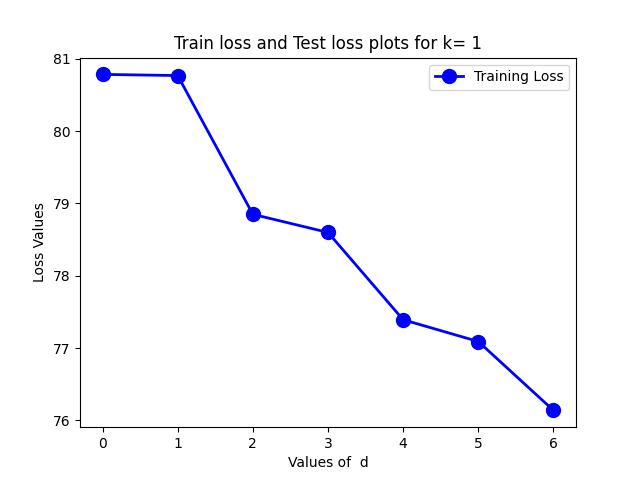 Train loss and Test loss plots for k= 1
Training Loss
81
80
79
78
77
76
Loss Values
0 1 2 3 4 5 6
Values of  d